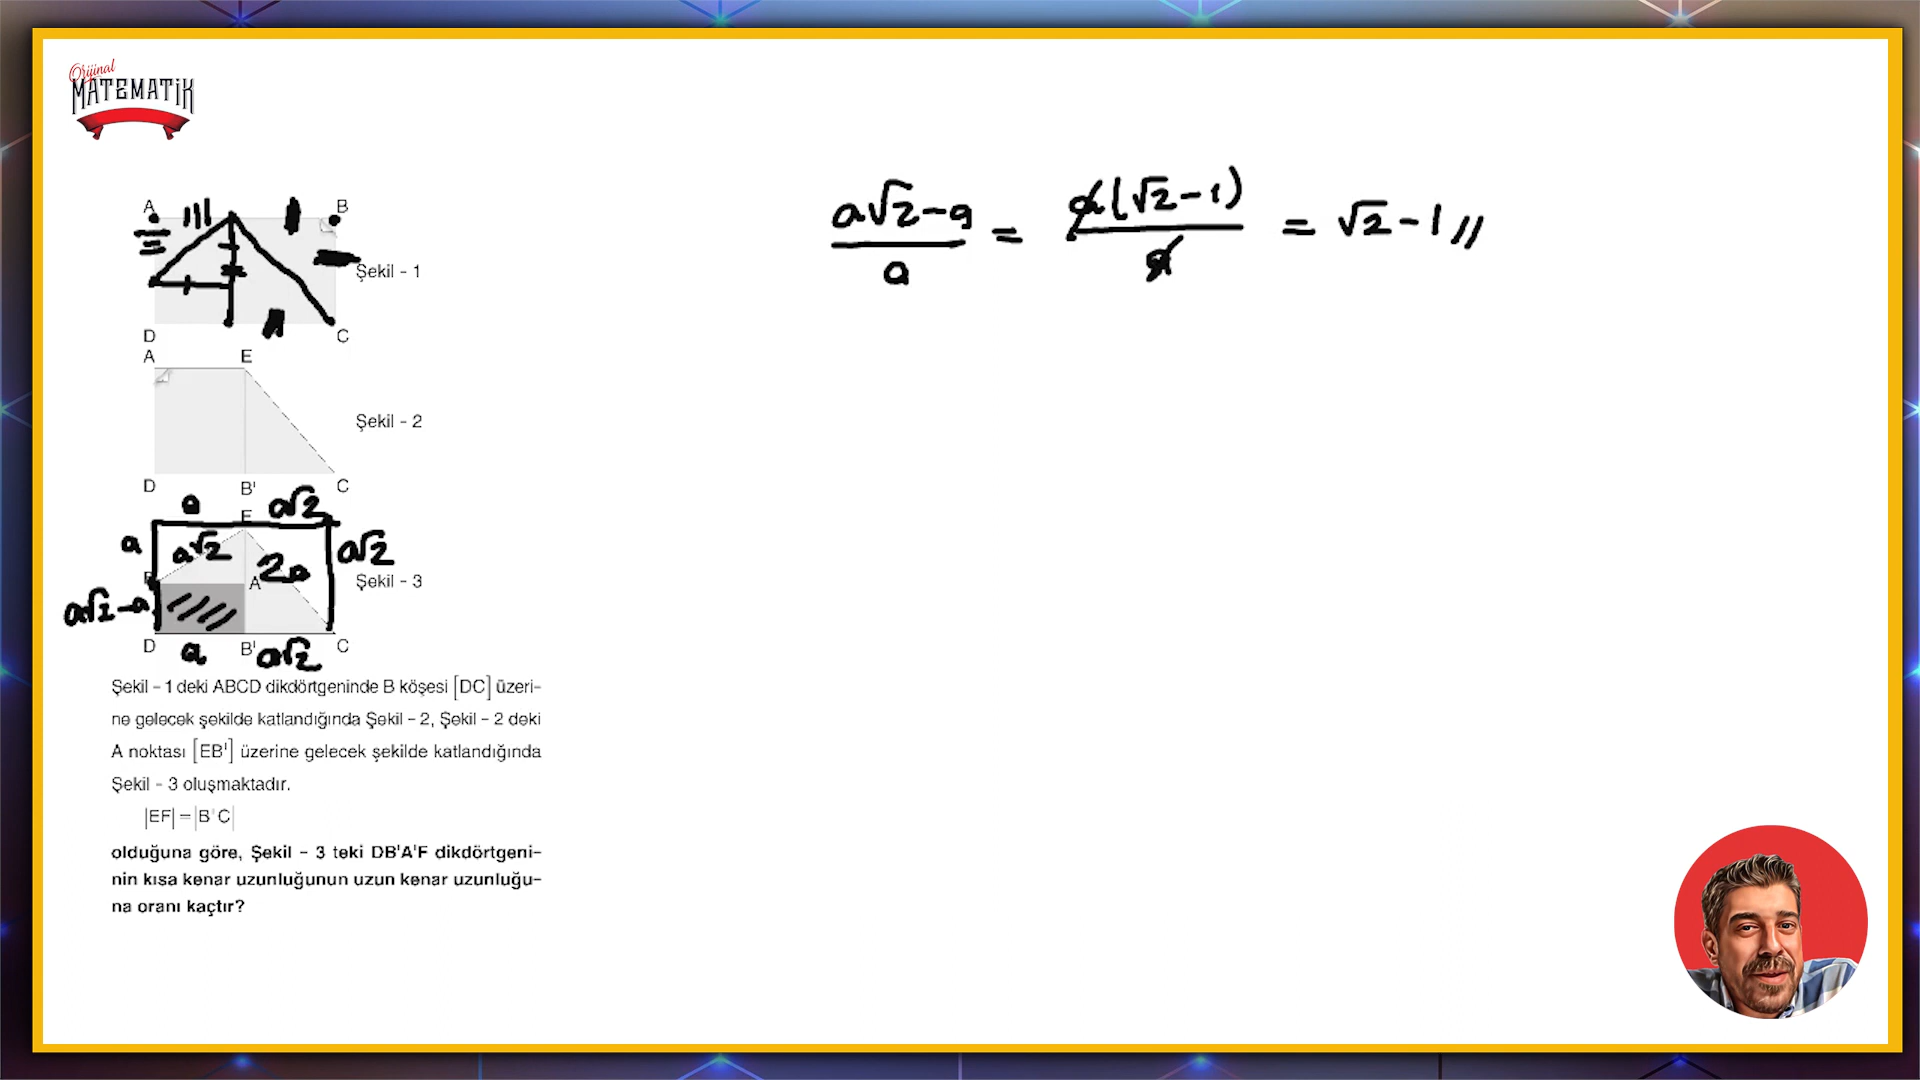 Orijinal
MATEMATİK
A B
Şekil - 1
D C
A E
Şekil - 2
D B' C
a a√2
E
a a√2 2a a√2
A'
Şekil - 3
a√2-a
D B' C
a a√2
Şekil - 1 deki ABCD dikdörtgeninde B köşesi [DC] üzeri-
ne gelecek şekilde katlandığında Şekil - 2, Şekil - 2 deki
A noktası [EB'] üzerine gelecek şekilde katlandığında
Şekil - 3 oluşmaktadır.
|EF| = |B'C|
olduğuna göre, Şekil - 3 teki DB'A'F dikdörtgeni-
nin kısa kenar uzunluğunun uzun kenar uzunluğu-
na oranı kaçtır?
a√2-a / a = a(√2-1) / a = √2-1 //